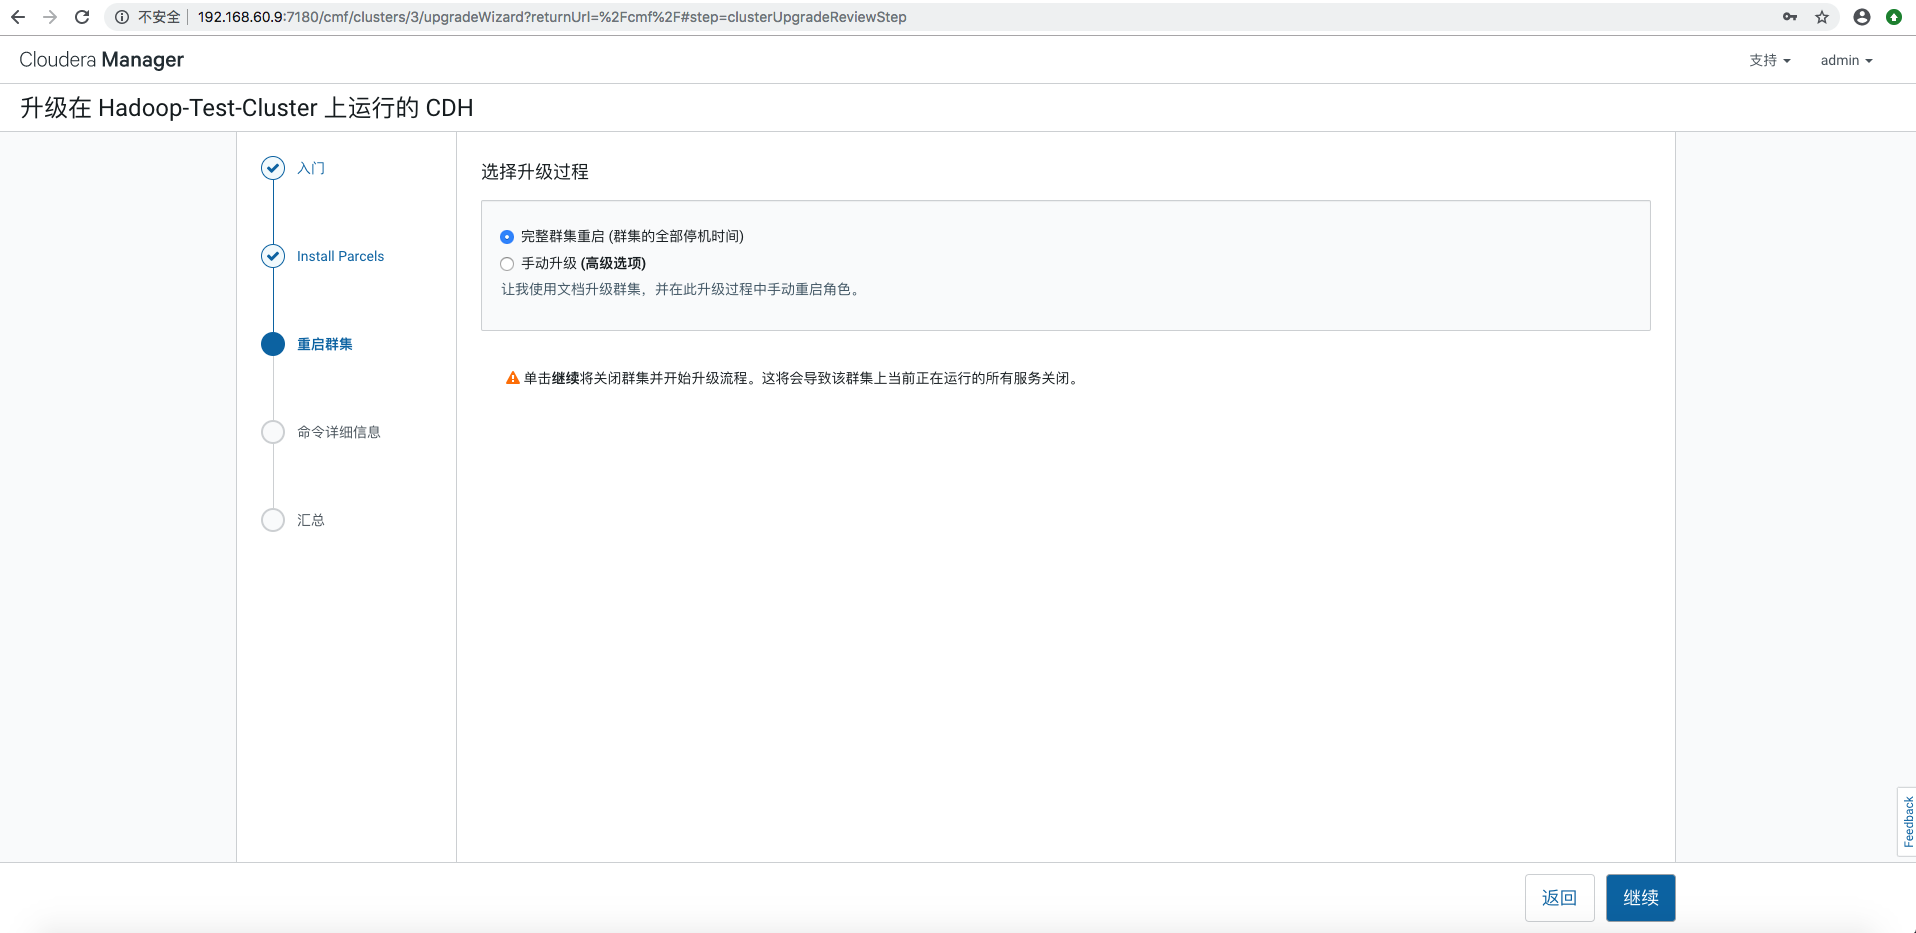 不安全 192.168.60.9:7180/cmf/clusters/3/upgradeWizard?returnUrl=%2Fcmf%2F#step=clusterUpgradeReviewStep
Cloudera Manager
支持 admin
升级在 Hadoop-Test-Cluster 上运行的 CDH
入门
Install Parcels
重启群集
命令详细信息
汇总
选择升级过程
完整群集重启 (群集的全部停机时间)
手动升级 (高级选项)
让我使用文档升级群集，并在此升级过程中手动重启角色。
单击继续将关闭群集并开始升级流程。这将会导致该群集上当前正在运行的所有服务关闭。
Feedback
返回 继续